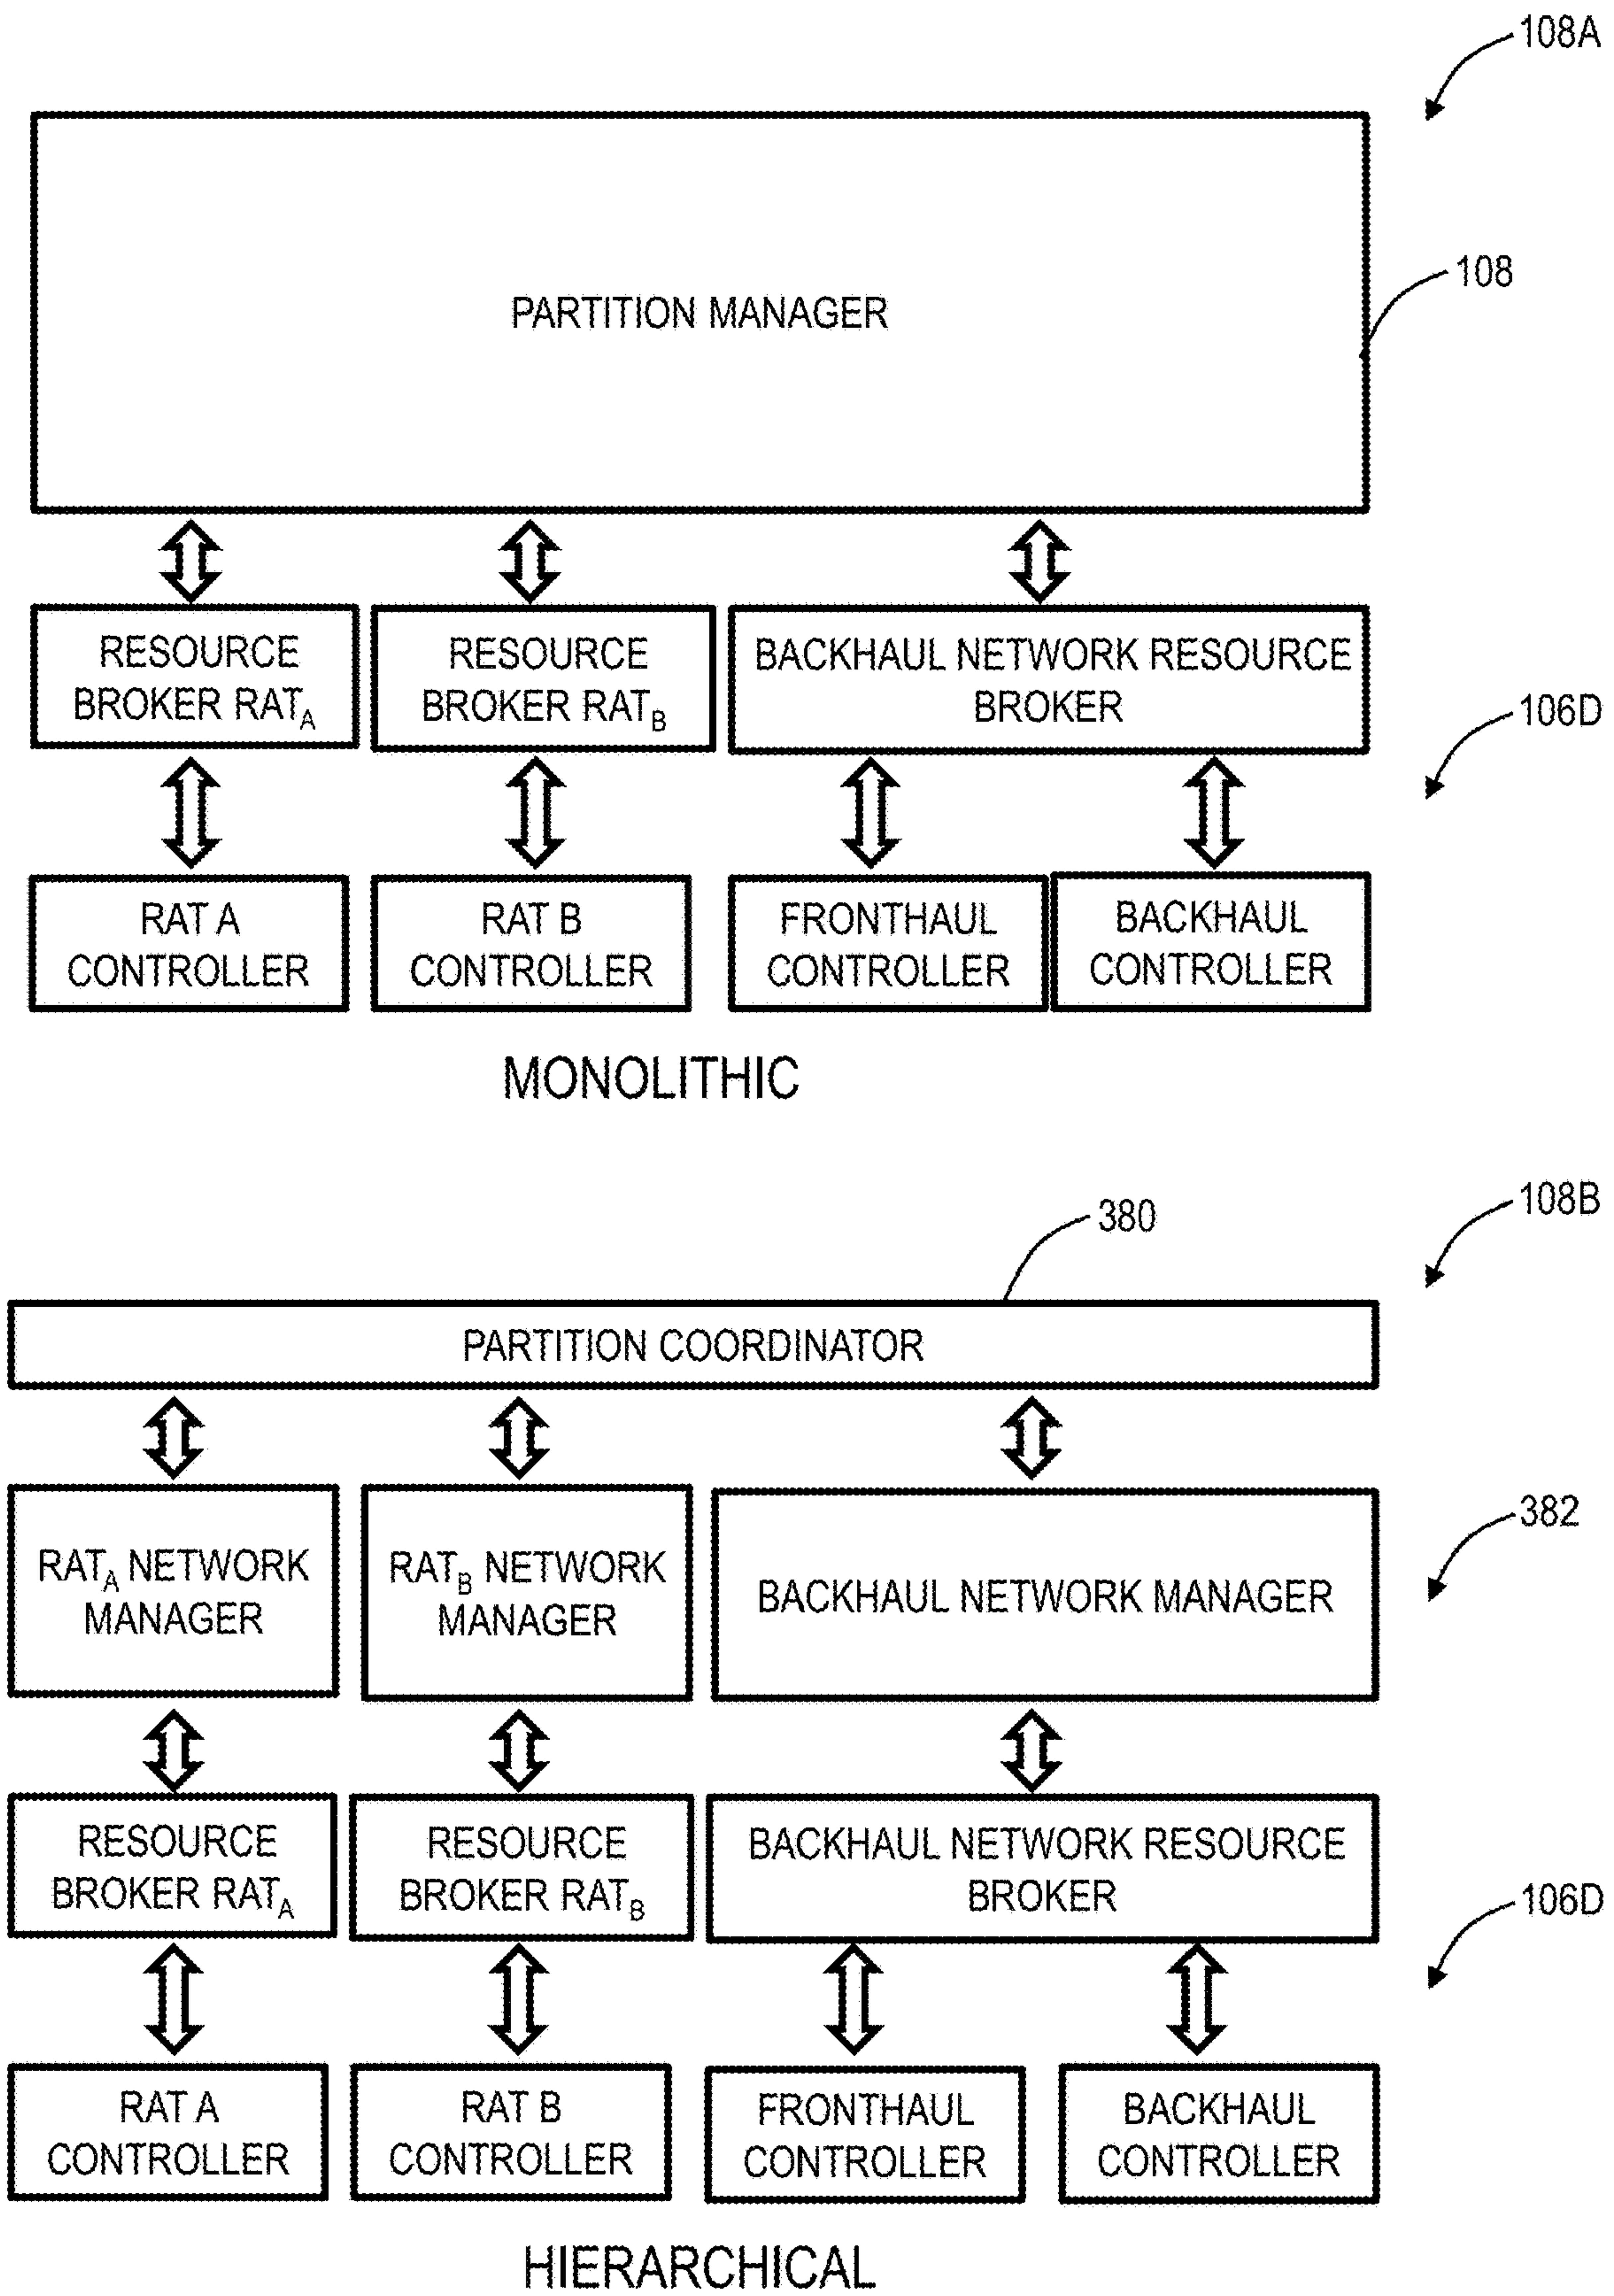 108A
108
PARTITION MANAGER
RESOURCE
BROKER RATA
RESOURCE
BROKER RATB
BACKHAUL NETWORK RESOURCE
BROKER
106D
RAT A
CONTROLLER
RAT B
CONTROLLER
FRONTHAUL
CONTROLLER
BACKHAUL
CONTROLLER
MONOLITHIC
108B
380
PARTITION COORDINATOR
RATA NETWORK
MANAGER
RATB NETWORK
MANAGER
BACKHAUL NETWORK MANAGER
382
RESOURCE
BROKER RATA
RESOURCE
BROKER RATB
BACKHAUL NETWORK RESOURCE
BROKER
106D
RAT A
CONTROLLER
RAT B
CONTROLLER
FRONTHAUL
CONTROLLER
BACKHAUL
CONTROLLER
HIERARCHICAL